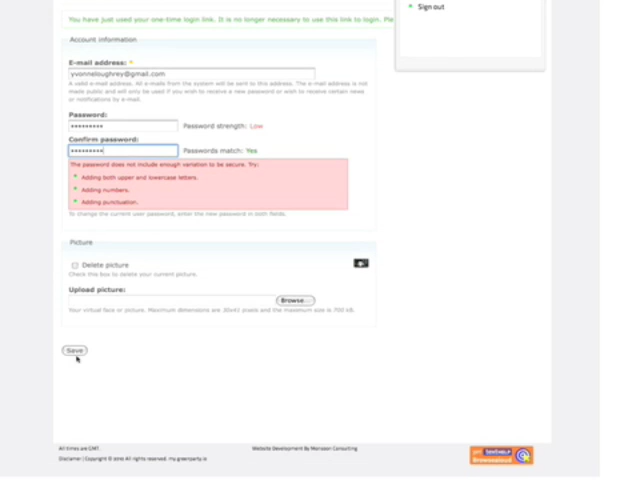 Sign out
You have just used your one-time login link. It is no longer necessary to use this link to login. Ple
Account information
E-mail address: *
yvonneloughrey@gmail.com
A valid e-mail address. All e-mails from the system will be sent to this address. The e-mail address is not
made public and will only be used if you wish to receive a new password or wish to receive certain news
or notifications by e-mail.
Password:
•••••••••
Password strength: Low
Confirm password:
•••••••••
Passwords match: Yes
The password does not include enough variation to be secure. Try:
Adding both upper and lowercase letters.
Adding numbers.
Adding punctuation.
To change the current user password, enter the new password in both fields.
Picture
Delete picture
Check this box to delete your current picture.
Upload picture:
Browse...
Your virtual face or picture. Maximum dimensions are pixels and the maximum size is kB.
Save
All times are GMT.
Website Development By Monsoon Consulting
Disclaimer | Copyright © 2010 All rights reserved. my.greenparty.ie